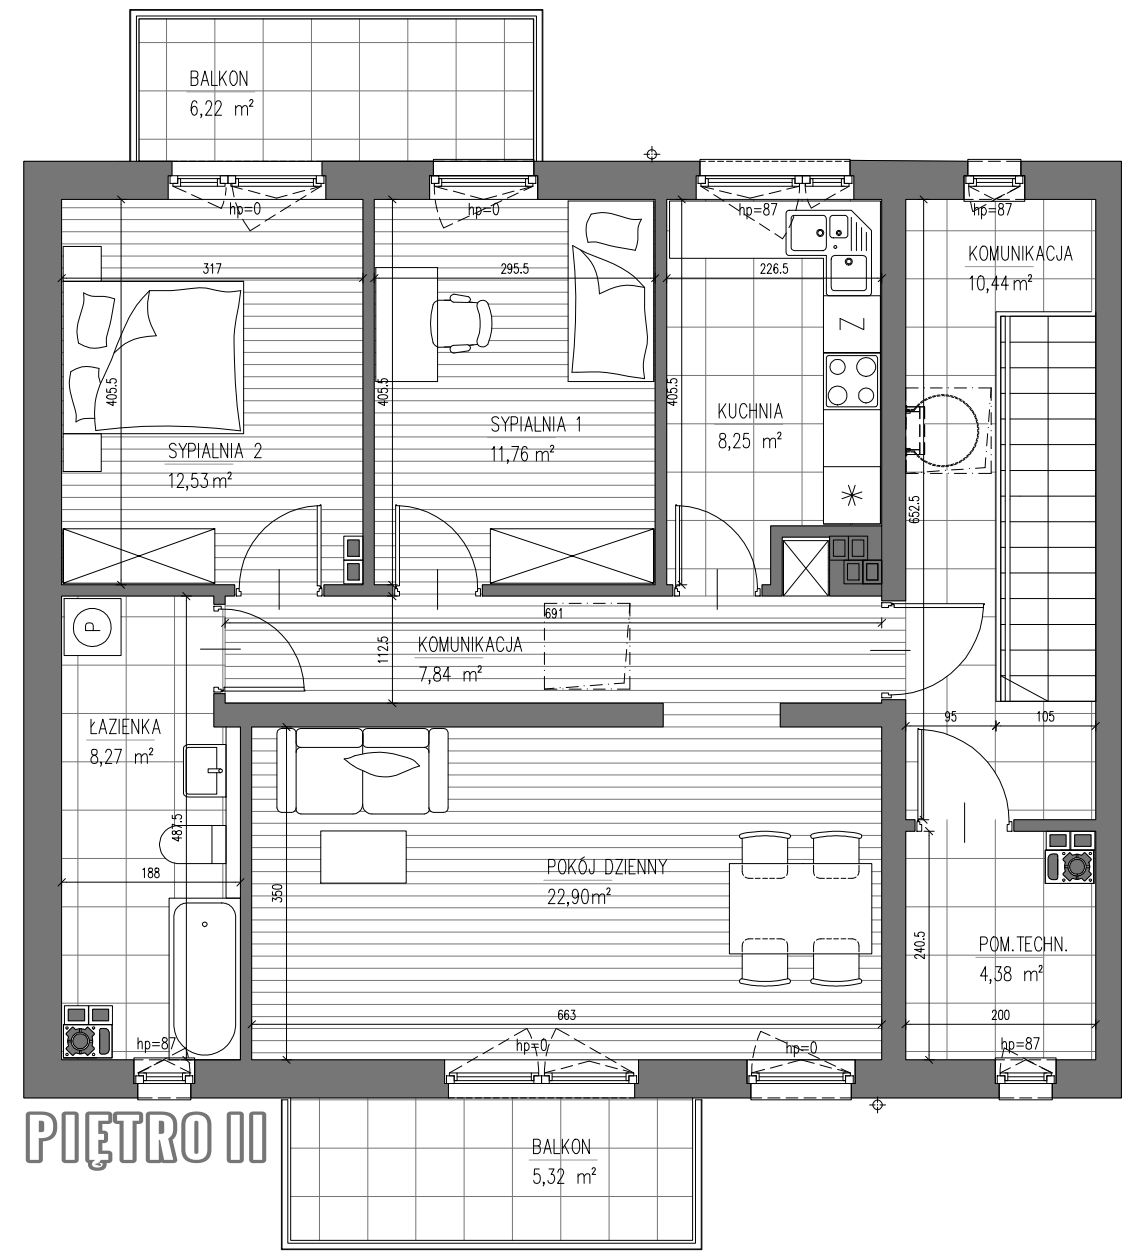 BALKON
6,22 m²
hp=0
hp=0
hp=87
hp=87
KOMUNIKACJA
10,44 m²
317
295.5
226.5
Z
405.5
405.5
405.5
KUCHNIA
8,25 m²
SYPIALNIA 1
11,76 m²
SYPIALNIA 2
12,53 m²
652.5
691
P
KOMUNIKACJA
7,84 m²
112.5
95
105
ŁAZIENKA
8,27 m²
487.5
188
350
POKÓJ DZIENNY
22,90m²
240.5
POM.TECHN.
4,38 m²
663
200
hp=87
hp=0
hp=0
hp=87
PIĘTRO II
BALKON
5,32 m²